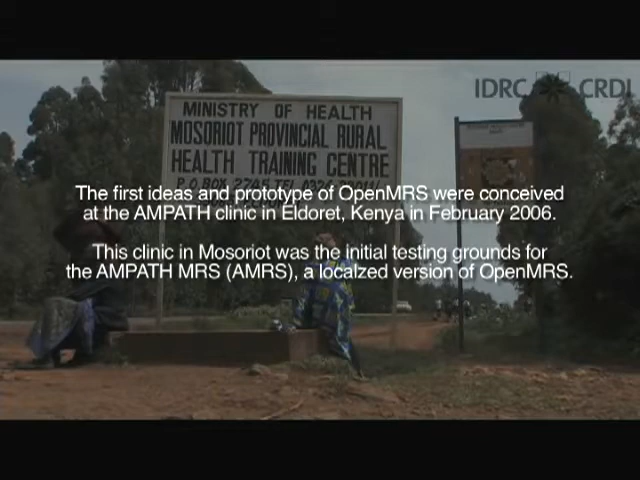 IDRC CRDI
MINISTRY OF HEALTH
MOSORIOT PROVINCIAL RURAL
HEALTH TRAINING CENTRE
P.O BOX TEL
The first ideas and prototype of OpenMRS were conceived
at the AMPATH clinic in Eldoret, Kenya in February 2006.
This clinic in Mosoriot was the initial testing grounds for
the AMPATH MRS (AMRS), a localzed version of OpenMRS.